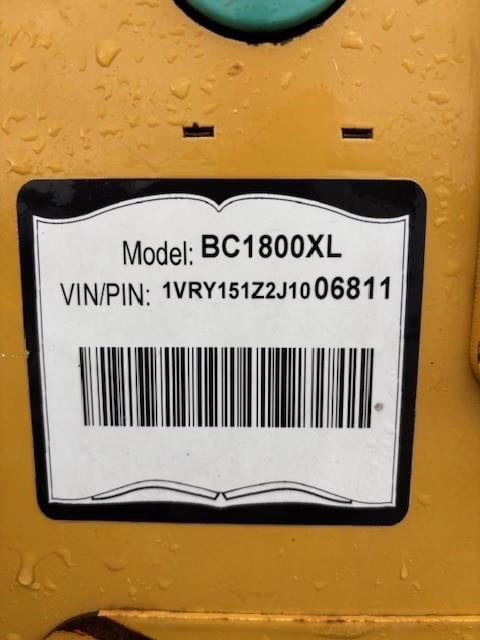 Model: BC1800XL
VIN/PIN: 1VRY151Z2J1006811